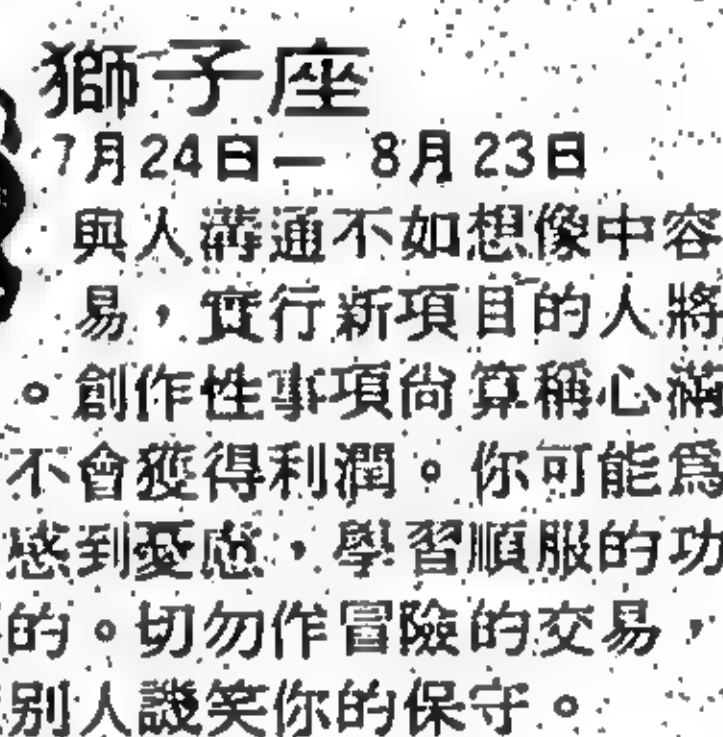 獅子座
7月24日— 8月23日
與人溝通不如想像中容
易,實行新項目的人將
。創作性事項尚算稱心滿
不會獲得利潤。你可能爲
感到憂慮,學習順服的功
的。切勿作冒險的交易,
別人譏笑你的保守。